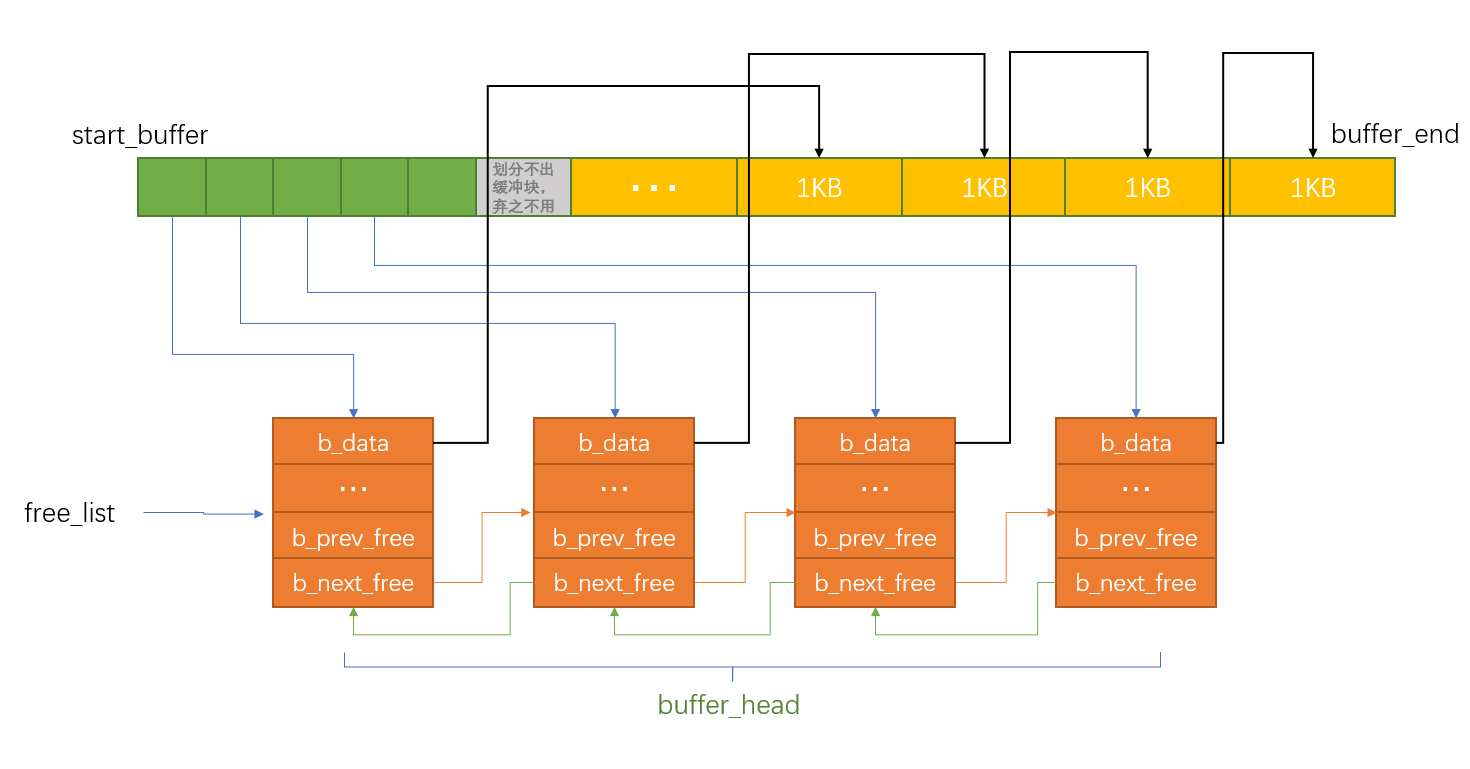 start_buffer
buffer_end
划分不出
缓冲块，
弃之不用
...
1KB
1KB
1KB
1KB
b_data
b_data
b_data
b_data
...
...
...
...
free_list
b_prev_free
b_prev_free
b_prev_free
b_prev_free
b_next_free
b_next_free
b_next_free
b_next_free
buffer_head